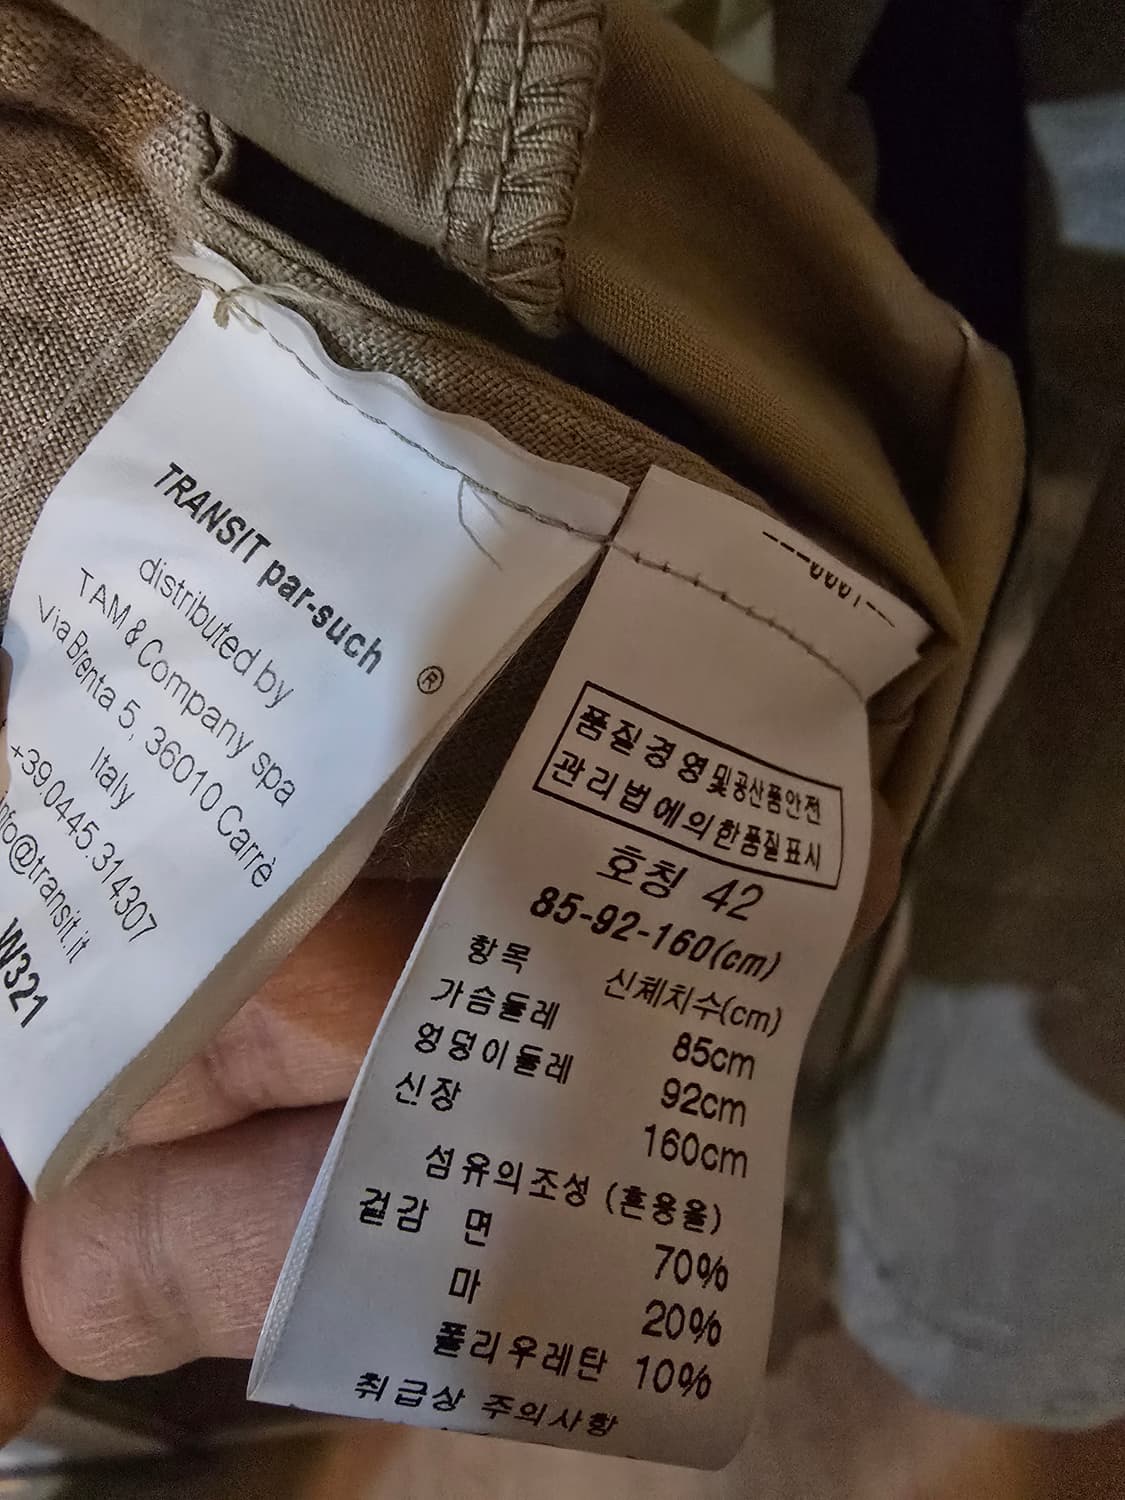 TRANSIT par-such ®
distributed by
TAM & Company spa
Via Brenta 5, 36010 Carrè
Italy
+39.0445.314307
info@transit.it
W321
품질경영및공산품안전
관리법에의한품질표시
호칭 42
85-92-160(cm)
항목 신체치수(cm)
가슴둘레 85cm
엉덩이둘레 92cm
신장 160cm
섬유의조성 (혼용율)
겉감 면 70%
마 20%
폴리우레탄 10%
취급상 주의사항